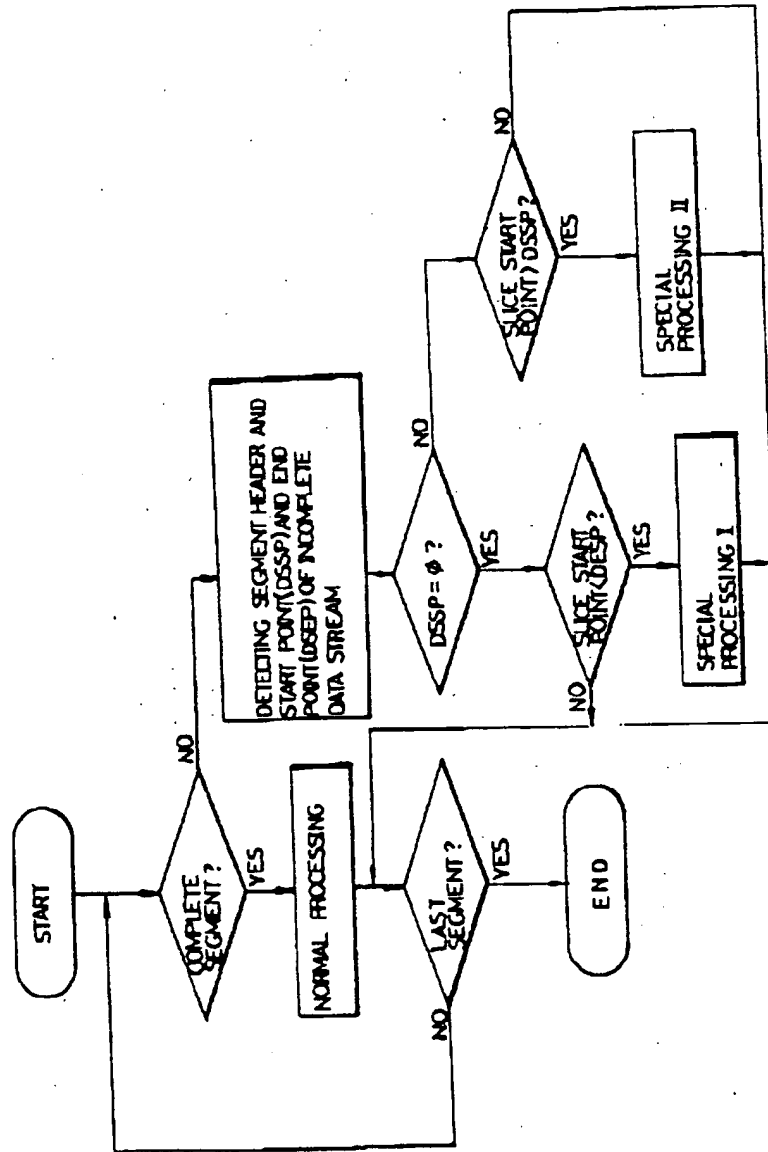 START
COMPLETE
SEGMENT ?
NO
YES
NORMAL PROCESSING
LAST
SEGMENT ?
NO
YES
END
DETECTING SEGMENT HEADER AND
START POINT(DSSP) AND END
POINT(DSEP) OF INCOMPLETE
DATA STREAM
DSSP = ϕ ?
NO
YES
SLICE START
POINT⟨DESP ?
NO
YES
SPECIAL
PROCESSING I
SLICE START
POINT⟩DSSP ?
NO
YES
SPECIAL
PROCESSING II